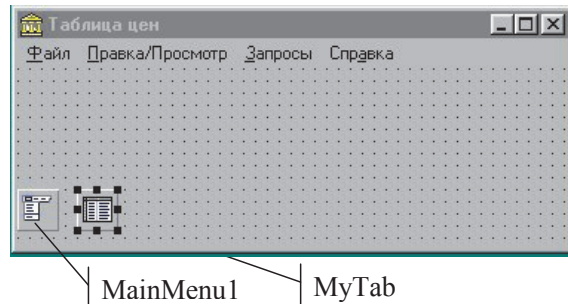 Таблица цен
Файл Правка/Просмотр Запросы Справка
MainMenu1 MyTab